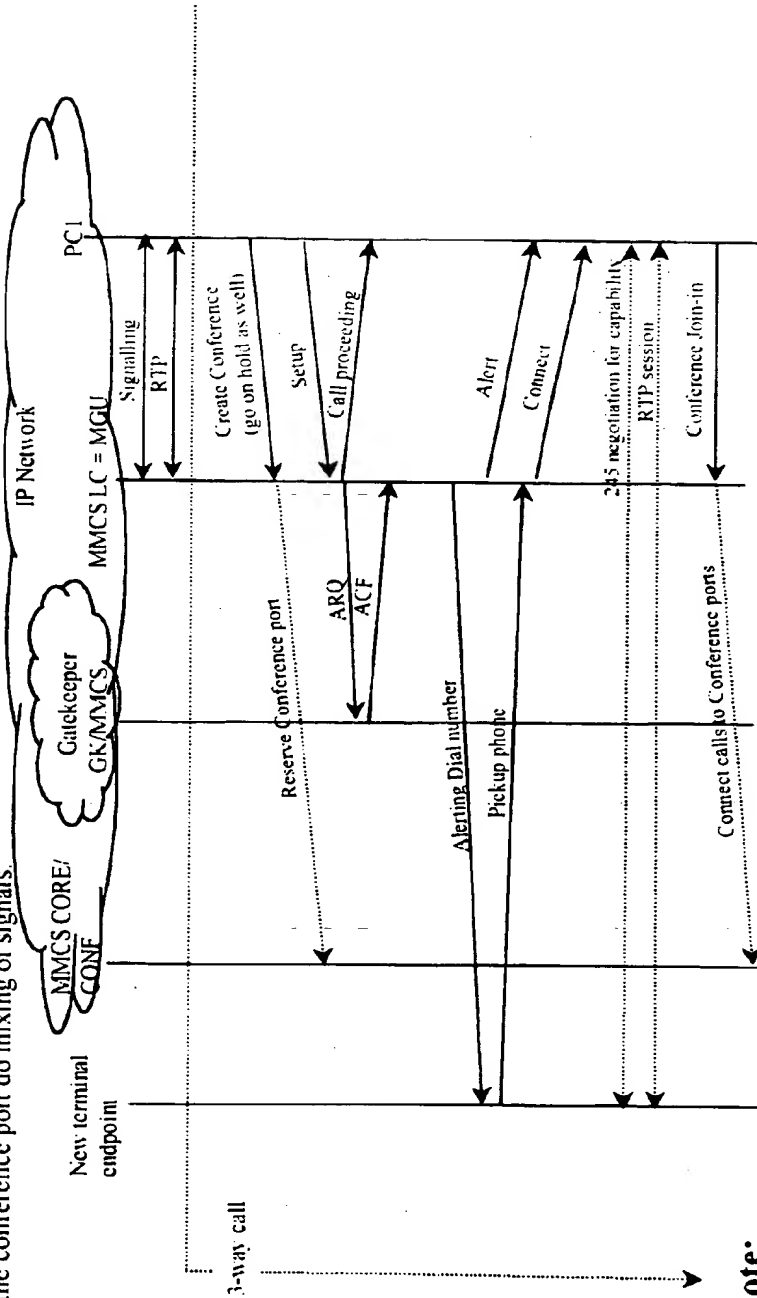 the conference port do mixing of signals.
IP Network
New terminal
endpoint
MMCS CORE/
CONF
Gatekeeper
GK/MMCS
MMCS LC = MGU
PC1
Signalling
RTP
3-way call
Create Conference
(go on hold as well)
Reserve Conference port
Setup
Call proceeding
ARQ
ACF
Alerting Dial number
Alert
Pickup phone
Connect
245 negotiation for capability
RTP session
Conference Join-in
Connect calls to Conference ports
ote: